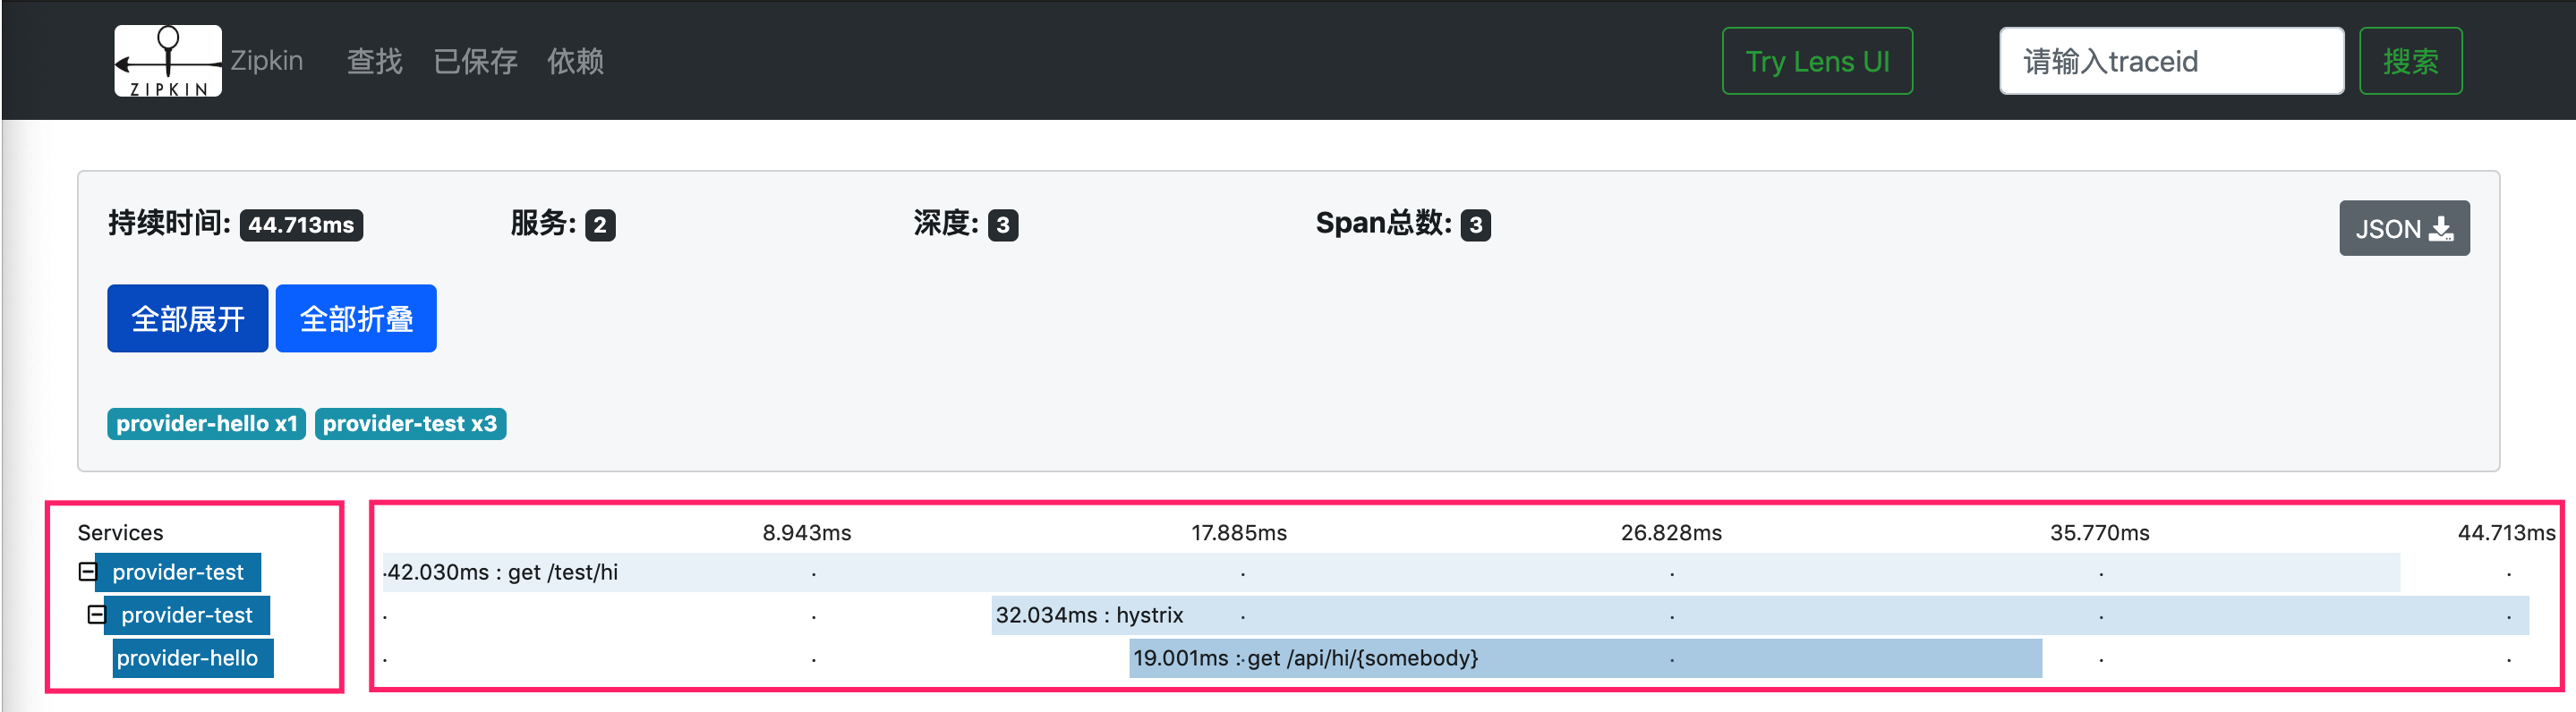 ZIPKIN Zipkin 查找 已保存 依赖 Try Lens UI 请输入traceid 搜索
持续时间: 44.713ms 服务: 2 深度: 3 Span总数: 3 JSON
全部展开 全部折叠
provider-hello x1 provider-test x3
Services 8.943ms 17.885ms 26.828ms 35.770ms 44.713ms
provider-test 42.030ms : get /test/hi
provider-test 32.034ms : hystrix
provider-hello 19.001ms : get /api/hi/{somebody}